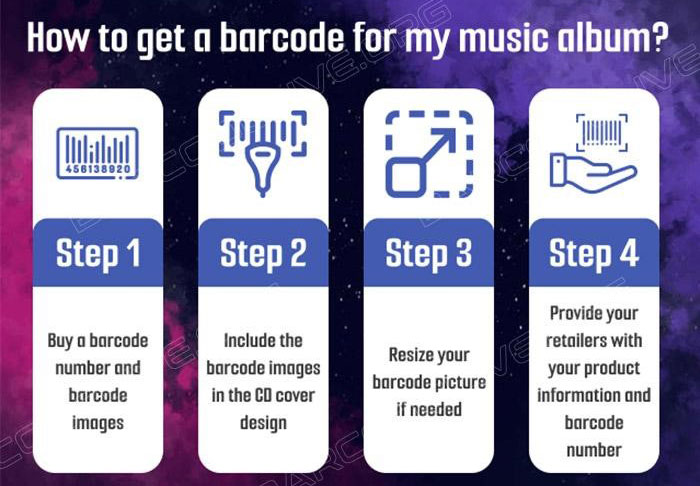 How to get a barcode for my music album?
456138920
Step 1
Buy a barcode
number and
barcode
images
Step 2
Include the
barcode images
in the CD cover
design
Step 3
Resize your
barcode picture
if needed
Step 4
Provide your
retailers with
your product
information and
barcode
number